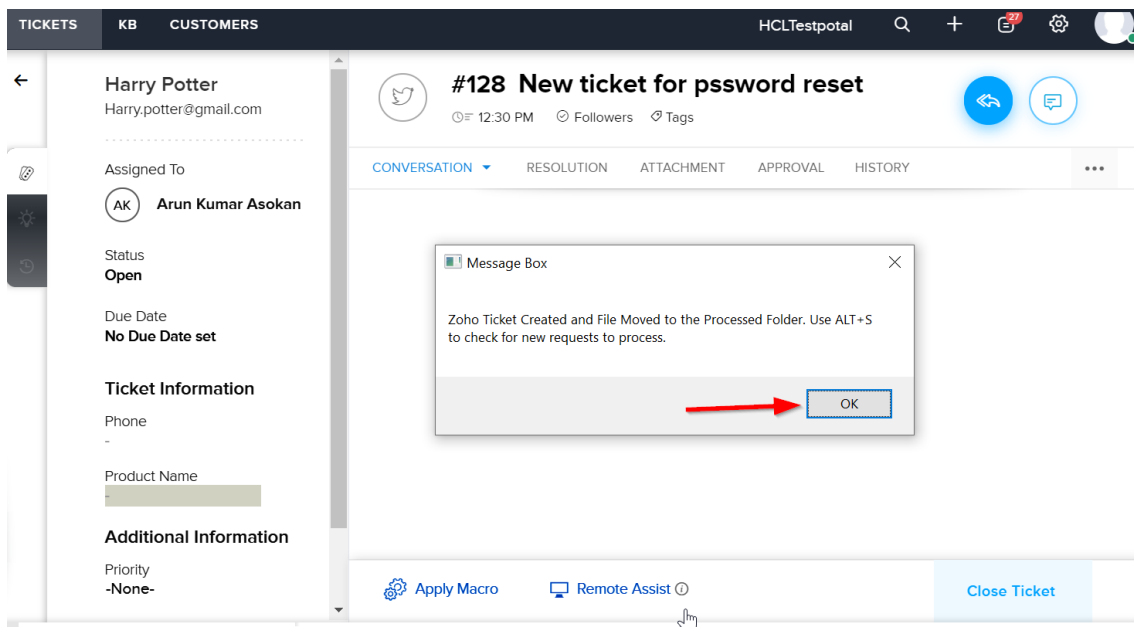 TICKETS KB CUSTOMERS HCLTestpotal 27
Harry Potter
Harry.potter@gmail.com
Assigned To
AK Arun Kumar Asokan
Status
Open
Due Date
No Due Date set
Ticket Information
Phone
-
Product Name
-
Additional Information
Priority
-None-
#128 New ticket for pssword reset
12:30 PM Followers Tags
CONVERSATION RESOLUTION ATTACHMENT APPROVAL HISTORY
Message Box
Zoho Ticket Created and File Moved to the Processed Folder. Use ALT+S
to check for new requests to process.
OK
Apply Macro Remote Assist Close Ticket